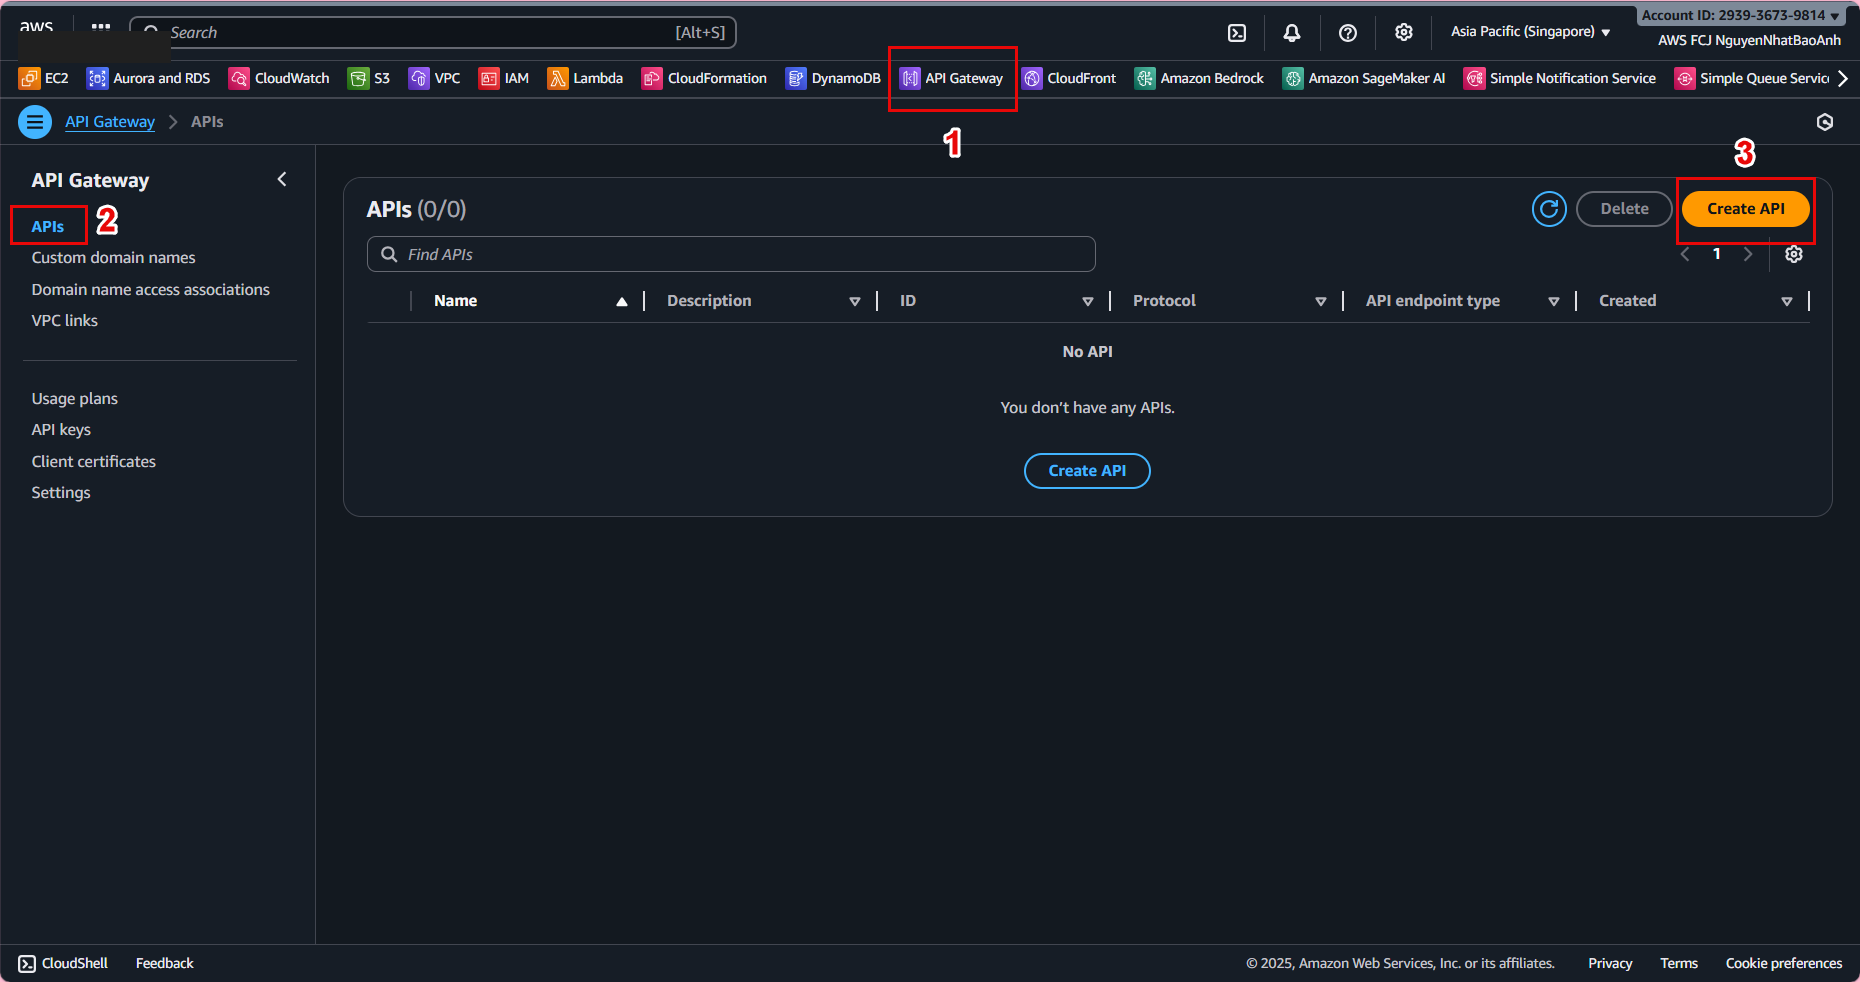 aws
Search [Alt+S]
Asia Pacific (Singapore)
Account ID: 2939-3673-9814
AWS FCJ NguyenNhatBaoAnh
EC2 Aurora and RDS CloudWatch S3 VPC IAM Lambda CloudFormation DynamoDB API Gateway CloudFront Amazon Bedrock Amazon SageMaker AI Simple Notification Service Simple Queue Servic
API Gateway APIs
1
3
API Gateway
APIs 2
Custom domain names
Domain name access associations
VPC links
Usage plans
API keys
Client certificates
Settings
APIs (0/0)
Delete Create API
Find APIs
1
Name Description ID Protocol API endpoint type Created
No API
You don't have any APIs.
Create API
CloudShell Feedback
© 2025, Amazon Web Services, Inc. or its affiliates. Privacy Terms Cookie preferences